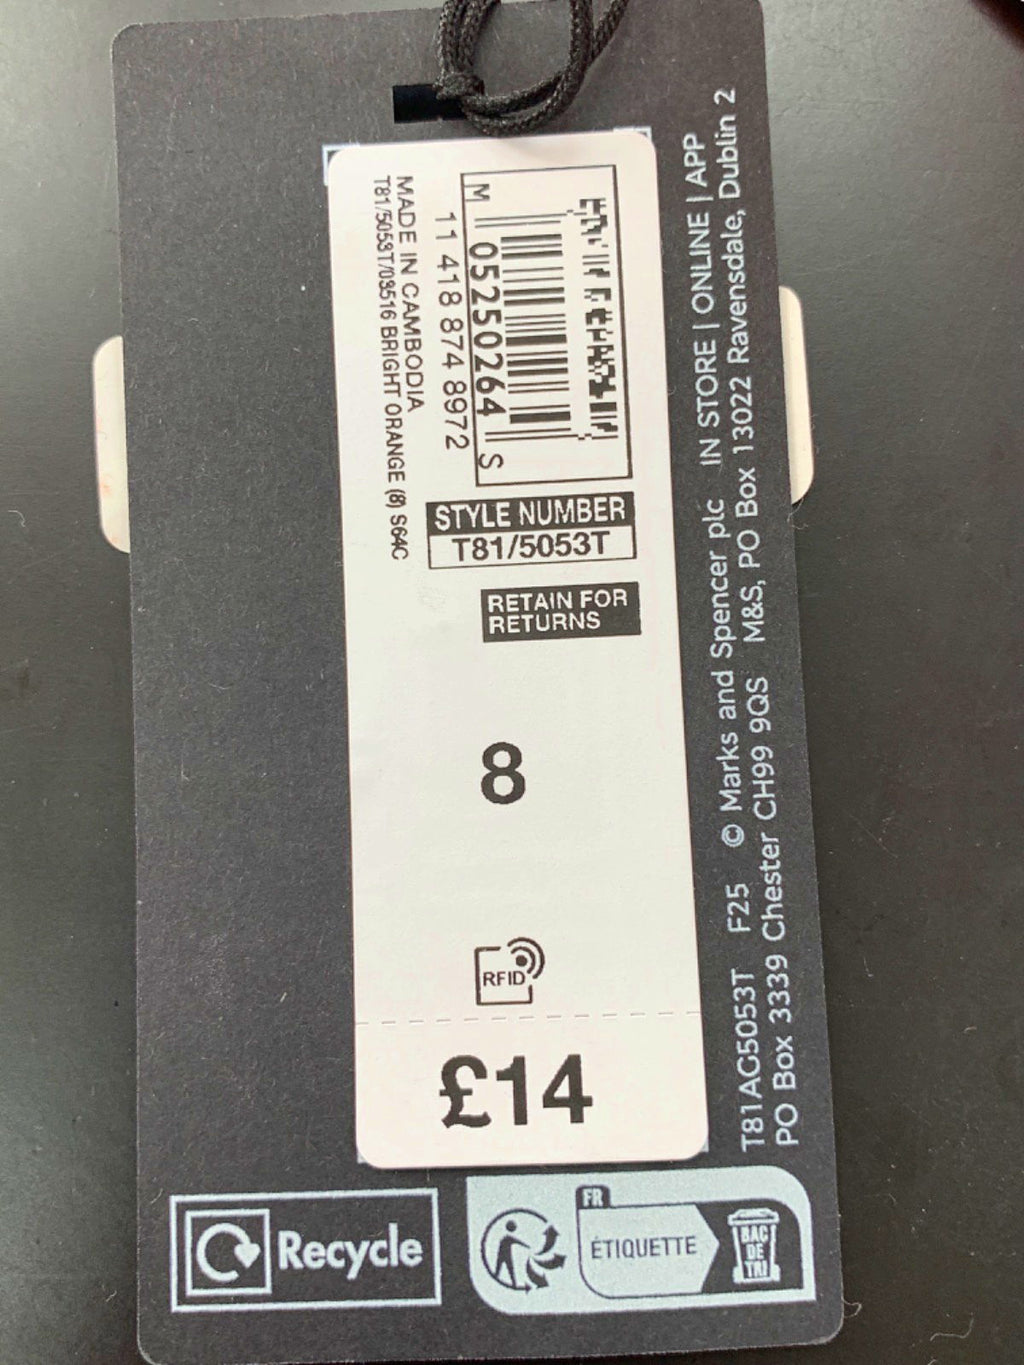 M 05250264 S
11 418 874 8972
MADE IN CAMBODIA
T81/5053T/03516 BRIGHT ORANGE (8) S64C
STYLE NUMBER
T81/5053T
RETAIN FOR
RETURNS
8
RFID
£14
T81AG5053T F25 © Marks and Spencer plc IN STORE | ONLINE | APP
PO Box 3339 Chester CH99 9QS M&S, PO Box 13022 Ravensdale, Dublin 2
Recycle
FR
ÉTIQUETTE
BAC
DE
TRI